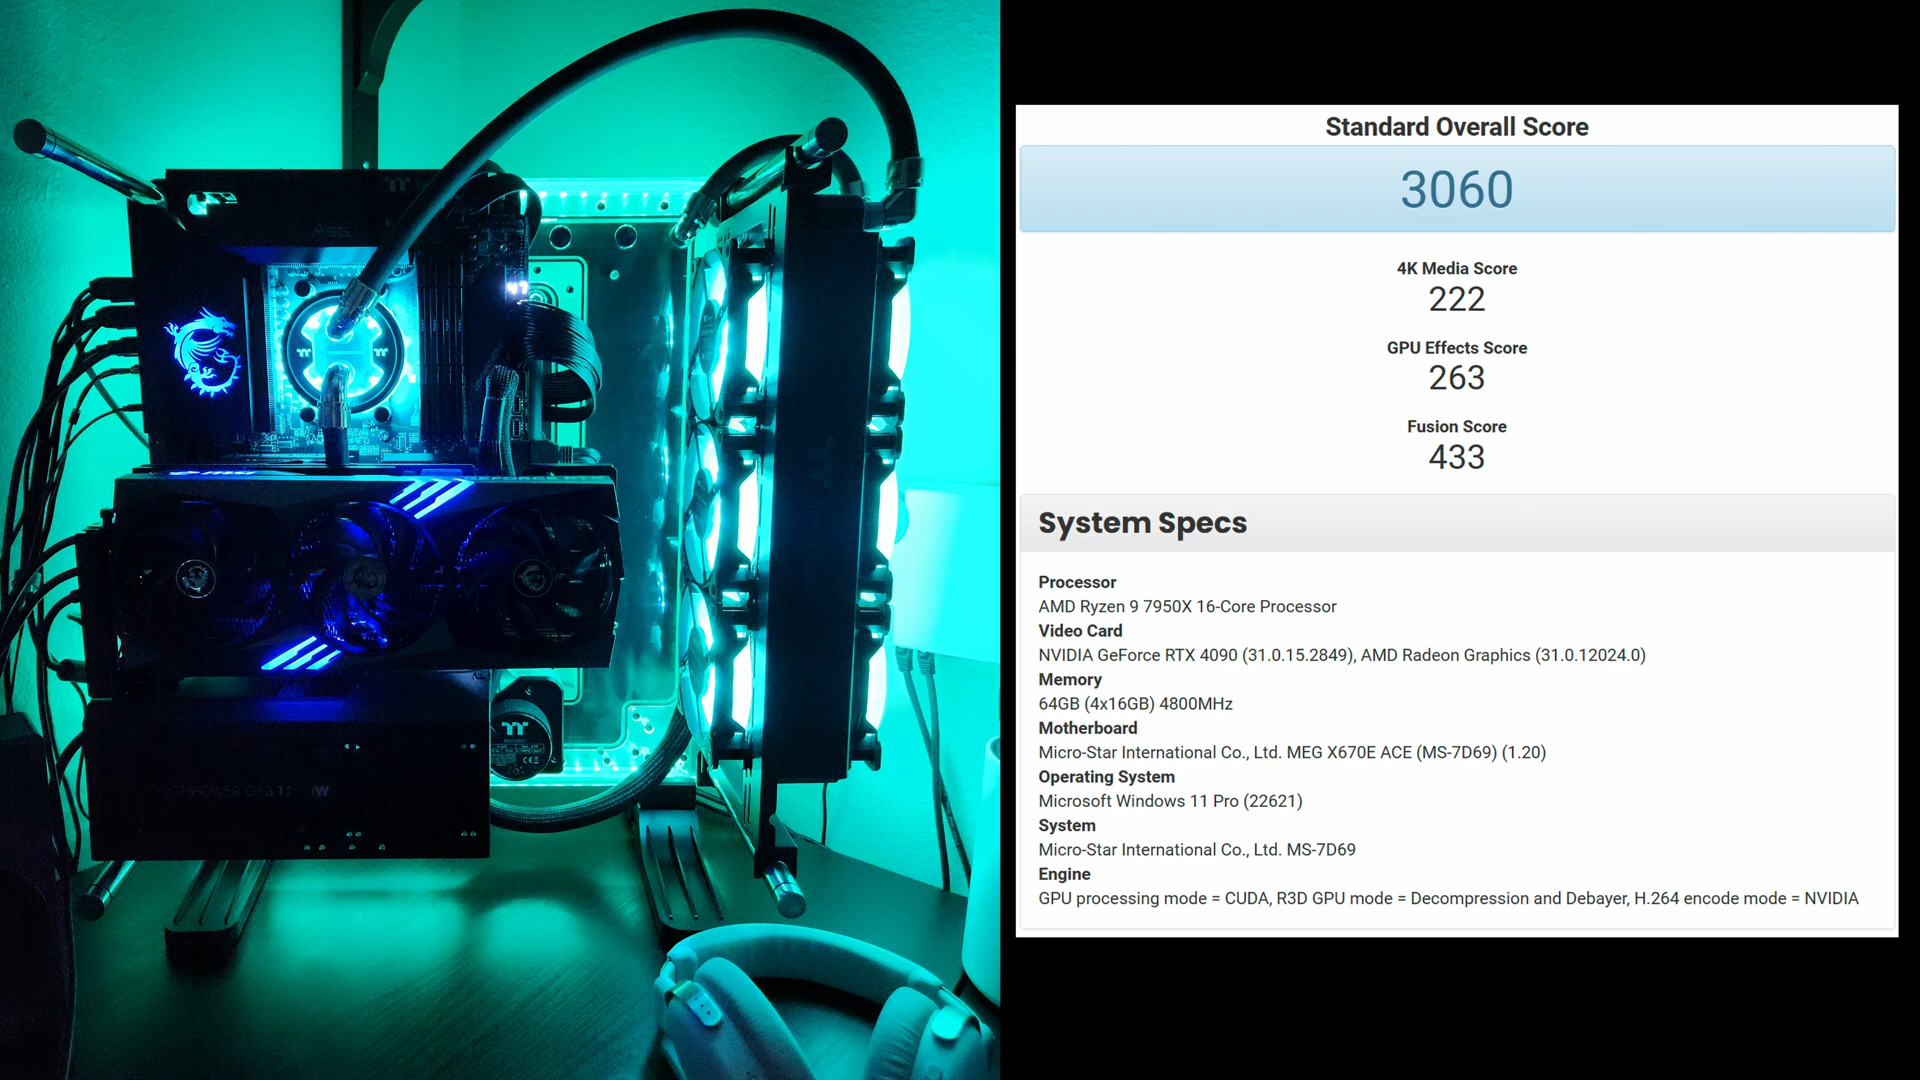 MEG
TOUGHPOWER GF3
Standard Overall Score
3060
4K Media Score
222
GPU Effects Score
263
Fusion Score
433
System Specs
Processor
AMD Ryzen 9 7950X 16-Core Processor
Video Card
NVIDIA GeForce RTX 4090 (31.0.15.2849), AMD Radeon Graphics (31.0.12024.0)
Memory
64GB (4x16GB) 4800MHz
Motherboard
Micro-Star International Co., Ltd. MEG X670E ACE (MS-7D69) (1.20)
Operating System
Microsoft Windows 11 Pro (22621)
System
Micro-Star International Co., Ltd. MS-7D69
Engine
GPU processing mode = CUDA, R3D GPU mode = Decompression and Debayer, H.264 encode mode = NVIDIA